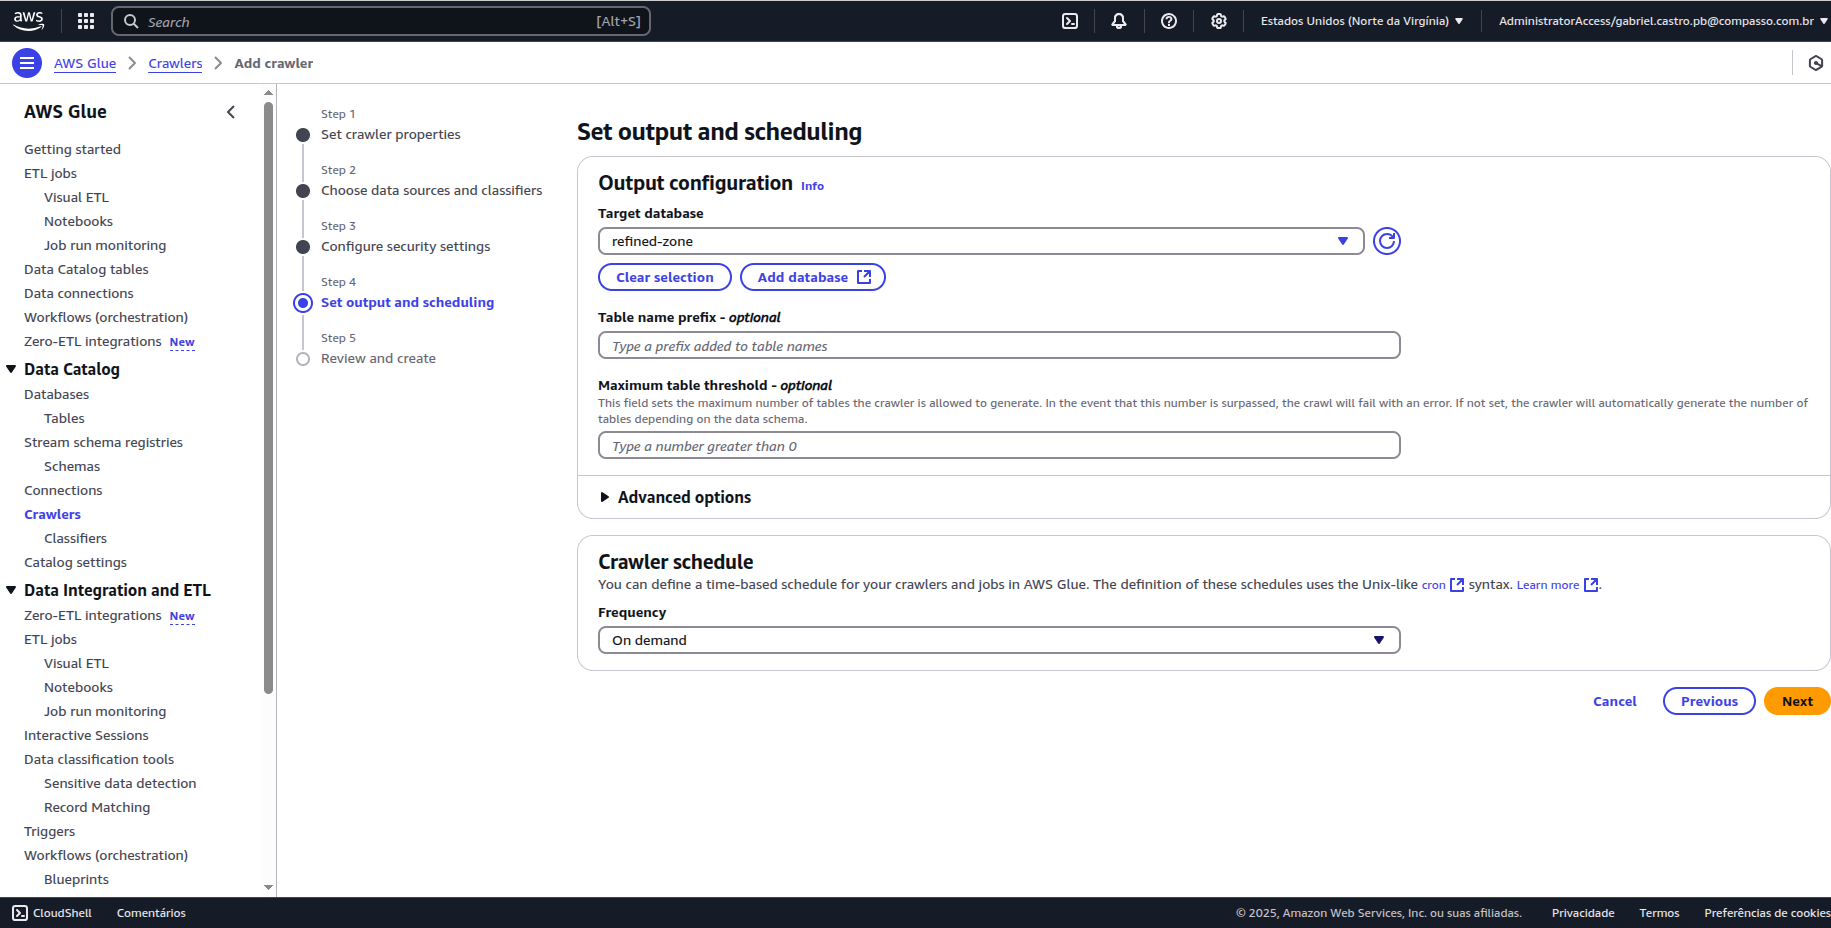 aws
Search
[Alt+S]
Estados Unidos (Norte da Virgínia)
AdministratorAccess/gabriel.castro.pb@compasso.com.br
AWS Glue
Crawlers
Add crawler
AWS Glue
Getting started
ETL jobs
Visual ETL
Notebooks
Job run monitoring
Data Catalog tables
Data connections
Workflows (orchestration)
Zero-ETL integrations New
Data Catalog
Databases
Tables
Stream schema registries
Schemas
Connections
Crawlers
Classifiers
Catalog settings
Data Integration and ETL
Zero-ETL integrations New
ETL jobs
Visual ETL
Notebooks
Job run monitoring
Interactive Sessions
Data classification tools
Sensitive data detection
Record Matching
Triggers
Workflows (orchestration)
Blueprints
Step 1
Set crawler properties
Step 2
Choose data sources and classifiers
Step 3
Configure security settings
Step 4
Set output and scheduling
Step 5
Review and create
Set output and scheduling
Output configuration Info
Target database
refined-zone
Clear selection
Add database
Table name prefix - optional
Type a prefix added to table names
Maximum table threshold - optional
This field sets the maximum number of tables the crawler is allowed to generate. In the event that this number is surpassed, the crawl will fail with an error. If not set, the crawler will automatically generate the number of
tables depending on the data schema.
Type a number greater than 0
Advanced options
Crawler schedule
You can define a time-based schedule for your crawlers and jobs in AWS Glue. The definition of these schedules uses the Unix-like cron syntax. Learn more.
Frequency
On demand
Cancel
Previous
Next
CloudShell
Comentários
© 2025, Amazon Web Services, Inc. ou suas afiliadas.
Privacidade
Termos
Preferências de cookies